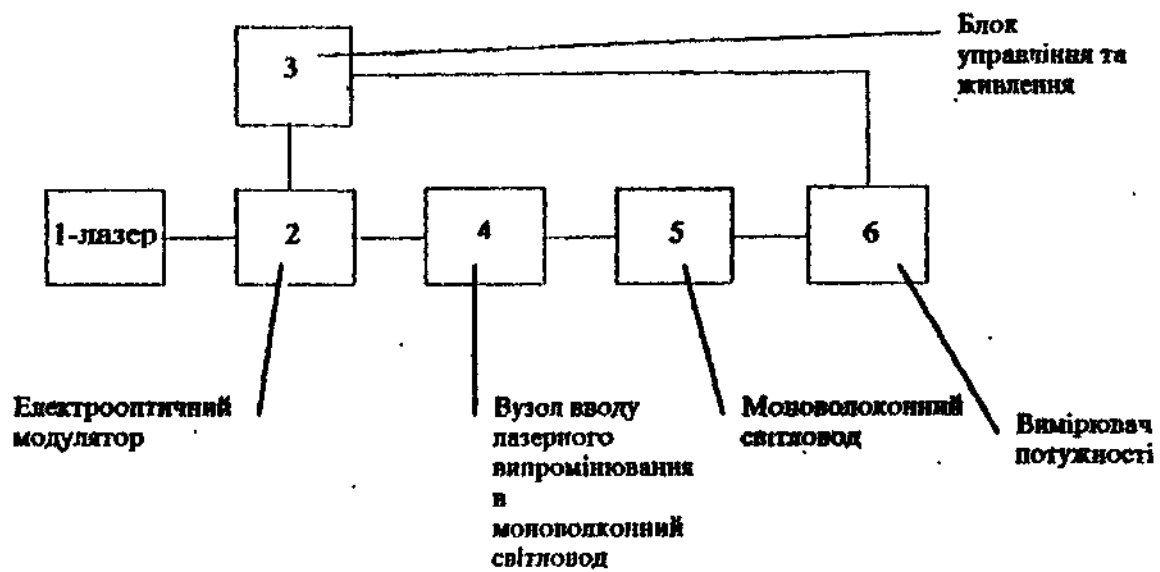 Блок
управління та
живлення
3
1-лазер
2
4
5
6
Електрооптичний
модулятор
Вузол вводу
лазерного
випромінювання
в
моноволконний
світловод
Моноволоконний
світловод
Вимірювач
потужності